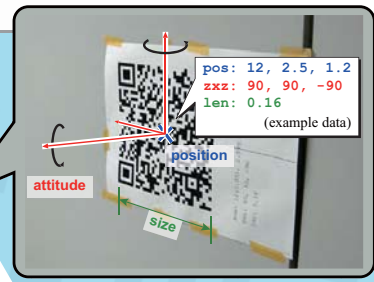 pos: 12, 2.5, 1.2
zxz: 90, 90, -90
len: 0.16
(example data)
position
attitude
size